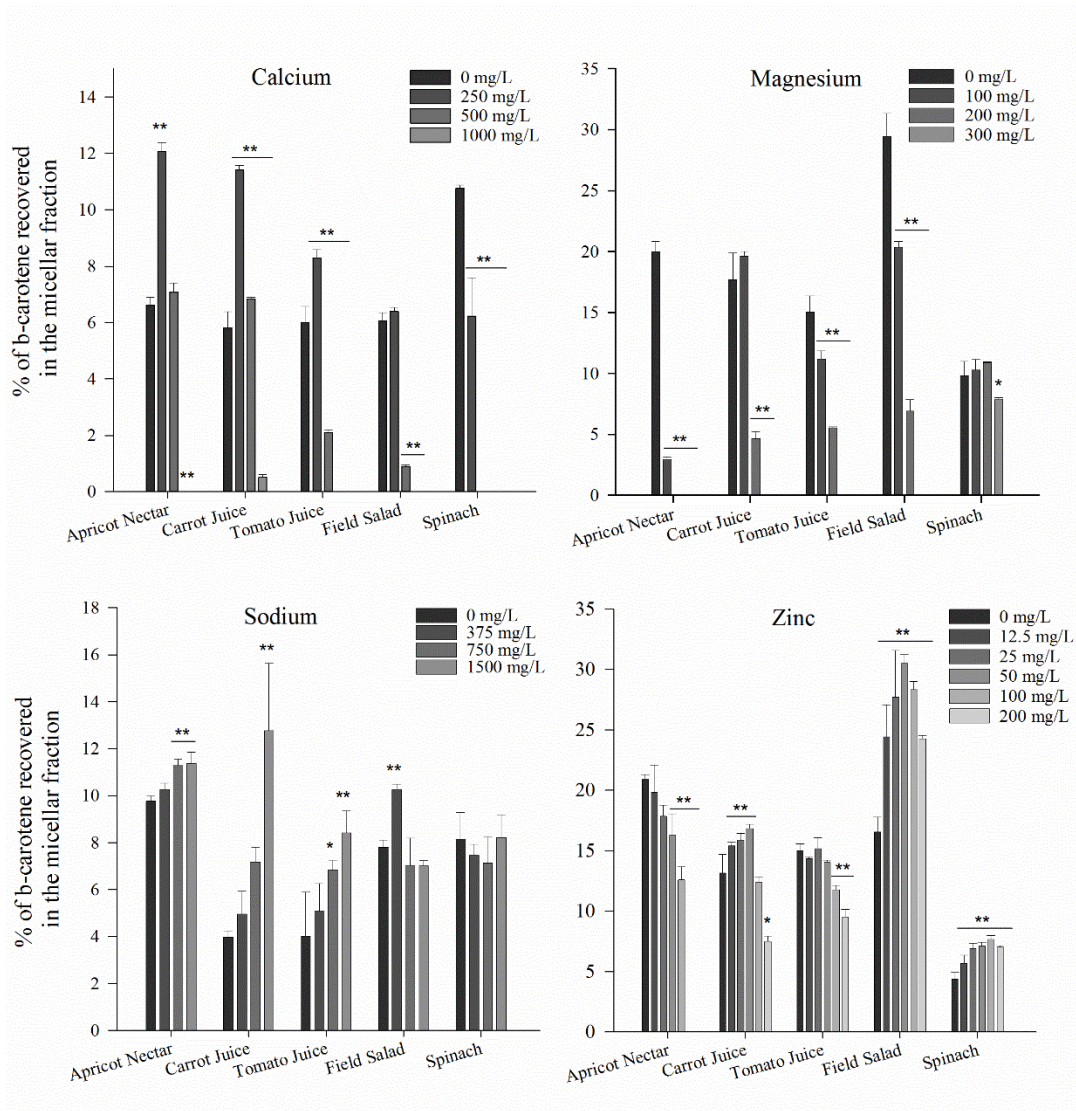 % of b-carotene recovered
in the micellar fraction
Calcium
0 mg/L
250 mg/L
500 mg/L
1000 mg/L
14
12
10
8
6
4
2
0
**
**
**
**
**
**
Apricot Nectar
Carrot Juice
Tomato Juice
Field Salad
Spinach
Magnesium
0 mg/L
100 mg/L
200 mg/L
300 mg/L
35
30
25
20
15
10
5
0
**
**
**
**
*
Apricot Nectar
Carrot Juice
Tomato Juice
Field Salad
Spinach
% of b-carotene recovered
in the micellar fraction
Sodium
0 mg/L
375 mg/L
750 mg/L
1500 mg/L
18
16
14
12
10
8
6
4
2
0
**
**
*
**
**
Apricot Nectar
Carrot Juice
Tomato Juice
Field Salad
Spinach
Zinc
0 mg/L
12.5 mg/L
25 mg/L
50 mg/L
100 mg/L
200 mg/L
35
30
25
20
15
10
5
0
**
**
*
**
**
**
Apricot Nectar
Carrot Juice
Tomato Juice
Field Salad
Spinach